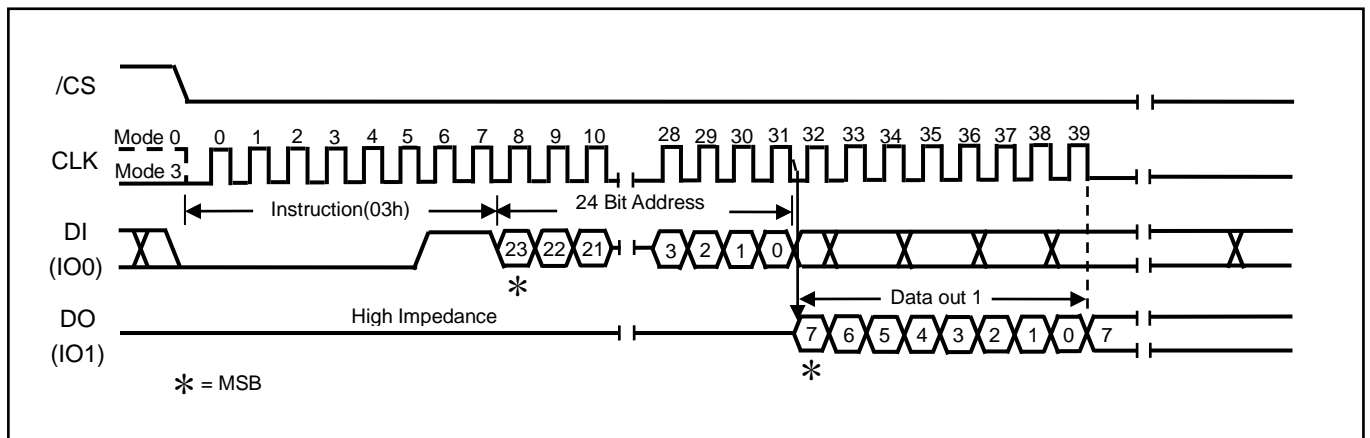 /CS
Mode 0 0 1 2 3 4 5 6 7 8 9 10 28 29 30 31 32 33 34 35 36 37 38 39
CLK
Mode 3
Instruction(03h) 24 Bit Address
DI
(IO0)
23 22 21 3 2 1 0
*
Data out 1
DO
(IO1)
High Impedance
7 6 5 4 3 2 1 0 7
*
* = MSB